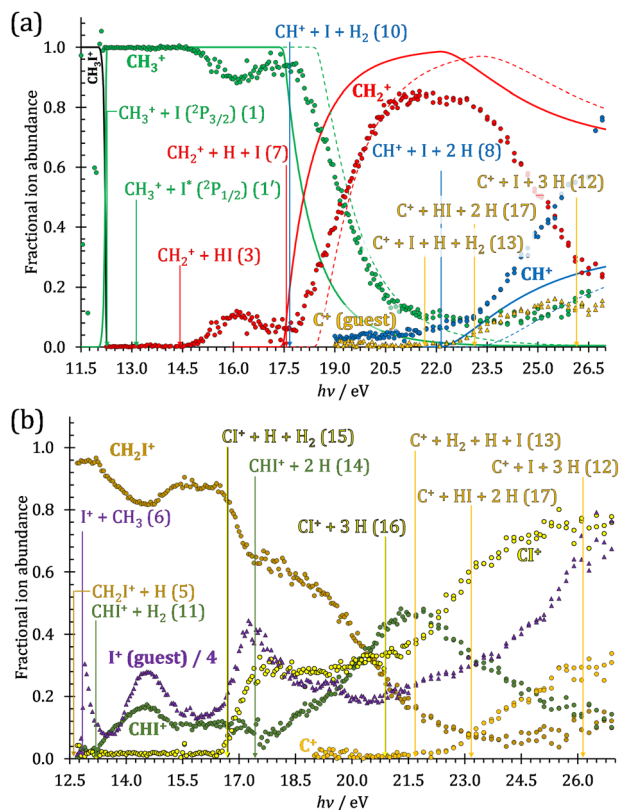 (a)
CH⁺ + I + H₂ (10)
1.0
0.8
0.6
0.4
0.2
0.0
Fractional ion abundance
CH₃I⁺
CH₃⁺
CH₂⁺
CH₃⁺ + I (²P₃/₂) (1)
CH₂⁺ + H + I (7)
CH⁺ + I + 2 H (8)
CH₃⁺ + I* (²P₁/₂) (1′)
C⁺ + I + 3 H (12)
C⁺ + HI + 2 H (17)
C⁺ + I + H + H₂ (13)
CH₂⁺ + HI (3)
CH⁺
C⁺ (guest)
11.5 13.0 14.5 16.0 17.5 19.0 20.5 22.0 23.5 25.0 26.5
hν / eV
(b)
1.0
0.8
0.6
0.4
0.2
0.0
Fractional ion abundance
CI⁺ + H + H₂ (15)
C⁺ + H₂ + H + I (13)
CH₂I⁺
CHI⁺ + 2 H (14)
C⁺ + I + 3 H (12)
I⁺ + CH₃ (6)
C⁺ + HI + 2 H (17)
CI⁺ + 3 H (16)
CI⁺
CH₂I⁺ + H (5)
CHI⁺ + H₂ (11)
I⁺ (guest) / 4
CHI⁺
C⁺
12.5 14.0 15.5 17.0 18.5 20.0 21.5 23.0 24.5 26.0
hν / eV